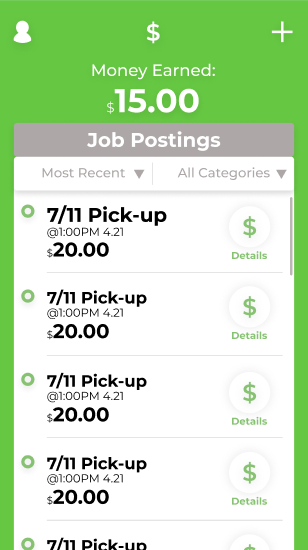 $
Money Earned:
$15.00
Job Postings
Most Recent ▼ All Categories ▼
7/11 Pick-up
@1:00PM 4.21
$20.00
$
Details
7/11 Pick-up
@1:00PM 4.21
$20.00
$
Details
7/11 Pick-up
@1:00PM 4.21
$20.00
$
Details
7/11 Pick-up
@1:00PM 4.21
$20.00
$
Details
7/11 Pick-up